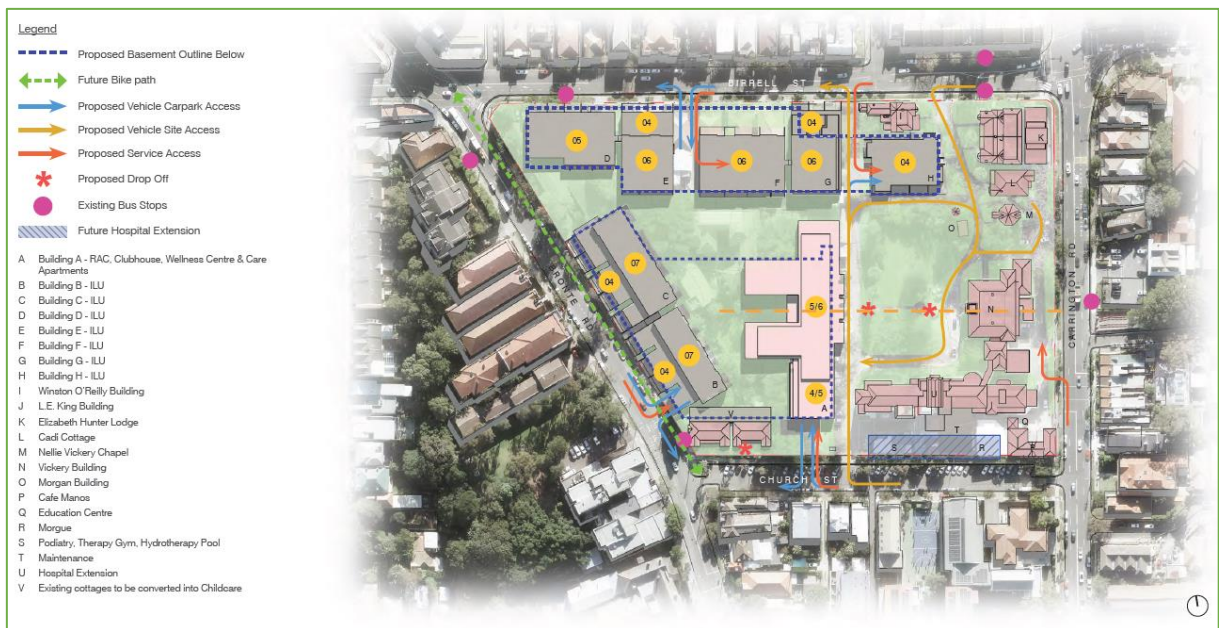 Legend
Proposed Basement Outline Below
Future Bike path
Proposed Vehicle Carpark Access
Proposed Vehicle Site Access
Proposed Service Access
Proposed Drop Off
Existing Bus Stops
Future Hospital Extension
A Building A - RAC, Clubhouse, Wellness Centre & Care
Apartments
B Building B - ILU
C Building C - ILU
D Building D - ILU
E Building E - ILU
F Building F - ILU
G Building G - ILU
H Building H - ILU
I Winston O'Reilly Building
J L.E. King Building
K Elizabeth Hunter Lodge
L Cadi Cottage
M Nellie Vickery Chapel
N Vickery Building
O Morgan Building
P Cafe Manos
Q Education Centre
R Morgue
S Podiatry, Therapy Gym, Hydrotherapy Pool
T Maintenance
U Hospital Extension
V Existing cottages to be converted into Childcare
BIRRELL ST
04
04
05
D
06
E
06
F
06
G
04
H
I
J
K
L
M
O
07
04
C
BRONTE RD
5/6
N
CARRINGTON RD
07
04
B
4/5
A
V
U
T
Q
S
R
P
CHURCH ST